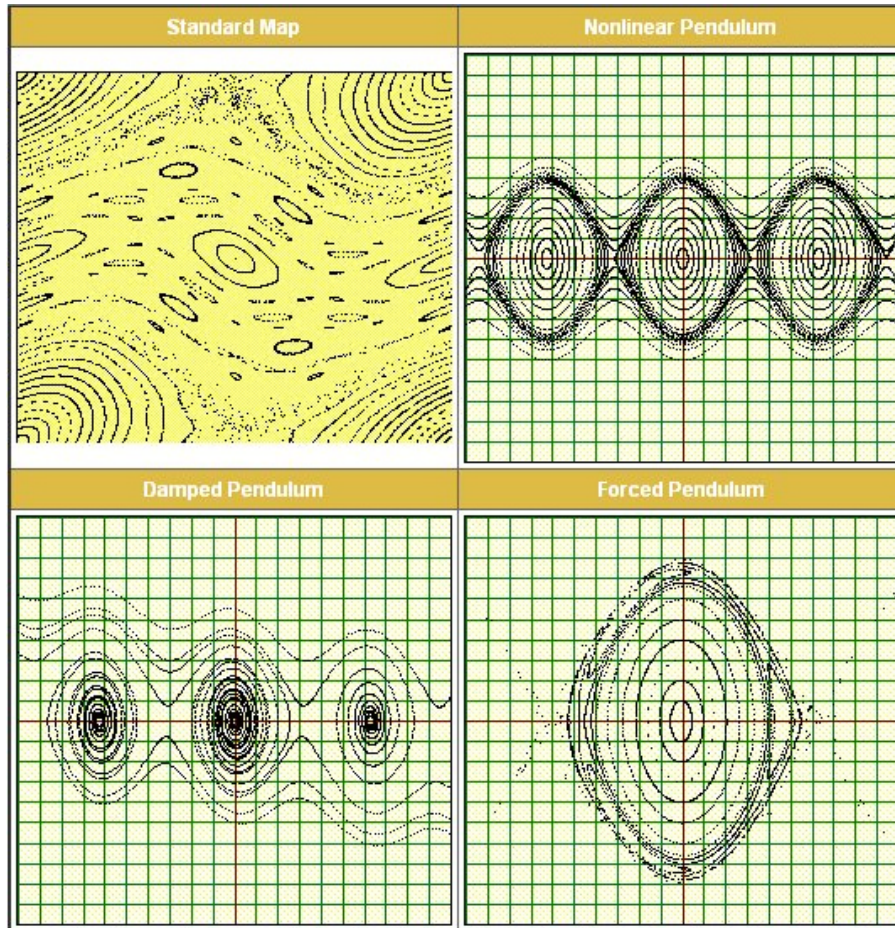 Standard Map
Nonlinear Pendulum
Damped Pendulum
Forced Pendulum